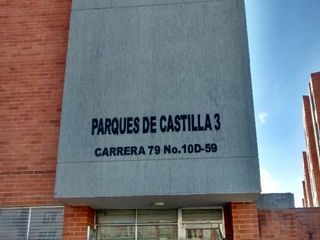 PARQUES DE CASTILLA 3
CARRERA 79 No.10D-59